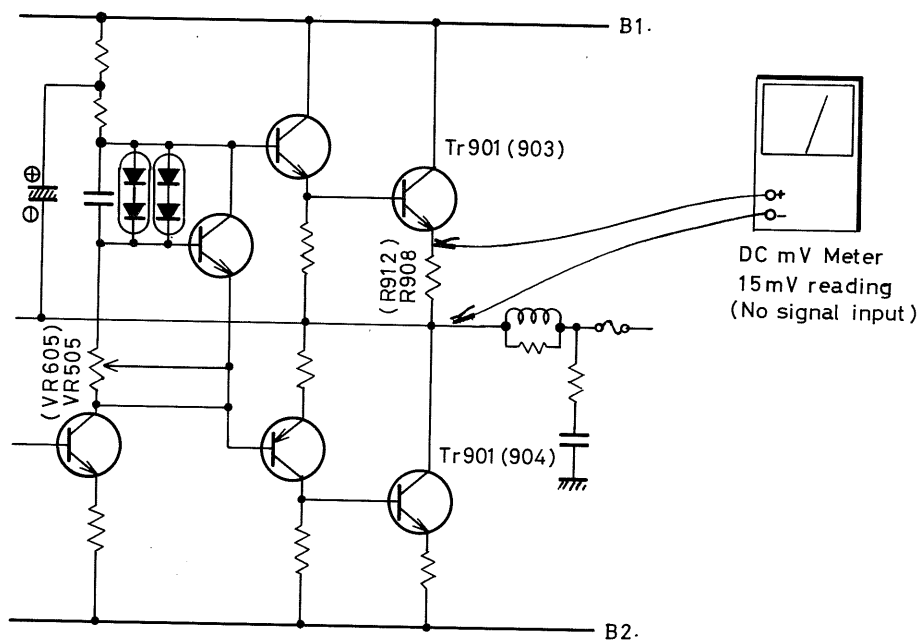 B1.
Tr901(903)
+
-
DC mV Meter
15mV reading
(No signal input)
(R912)
R908
⊕
⊖
(VR605)
VR505
Tr901(904)
B2.